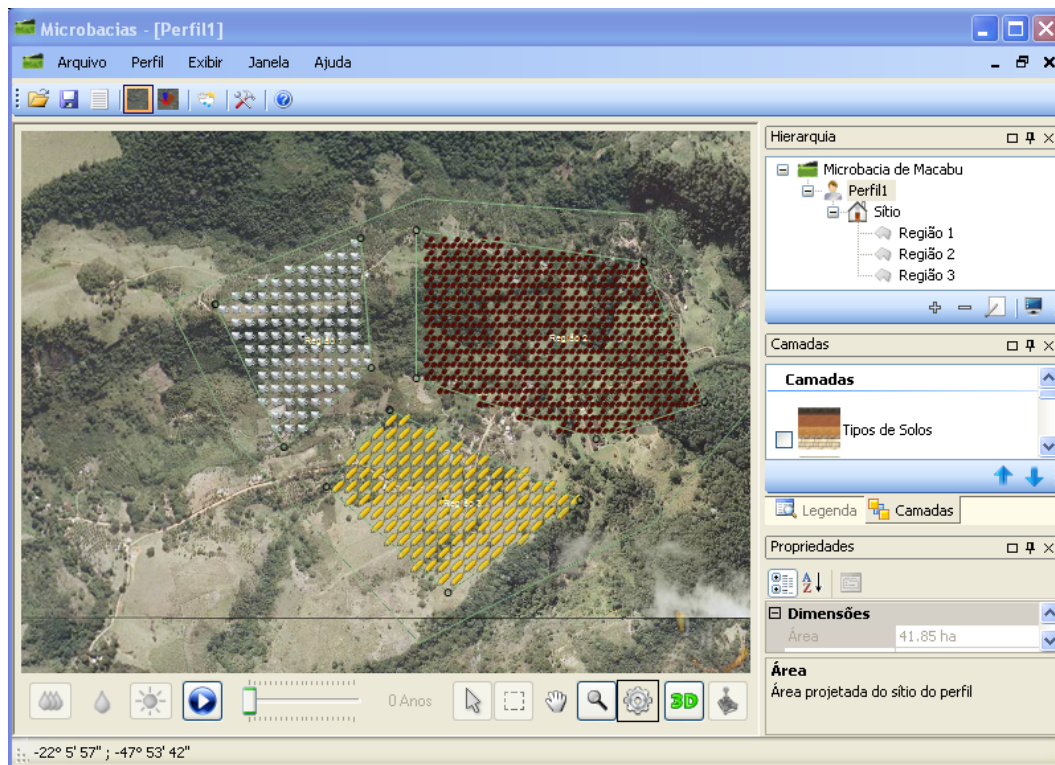 Microbacias - [Perfil1]
Arquivo Perfil Exibir Janela Ajuda
Hierarquia
Microbacia de Macabu
Perfil1
Sítio
Região 1
Região 2
Região 3
Região 2
Camadas
Camadas
Tipos de Solos
Legenda Camadas
Propriedades
Dimensões
Área 41.85 ha
Área
Área projetada do sítio do perfil
0 Anos
3D
-22° 5' 57" ; -47° 53' 42"